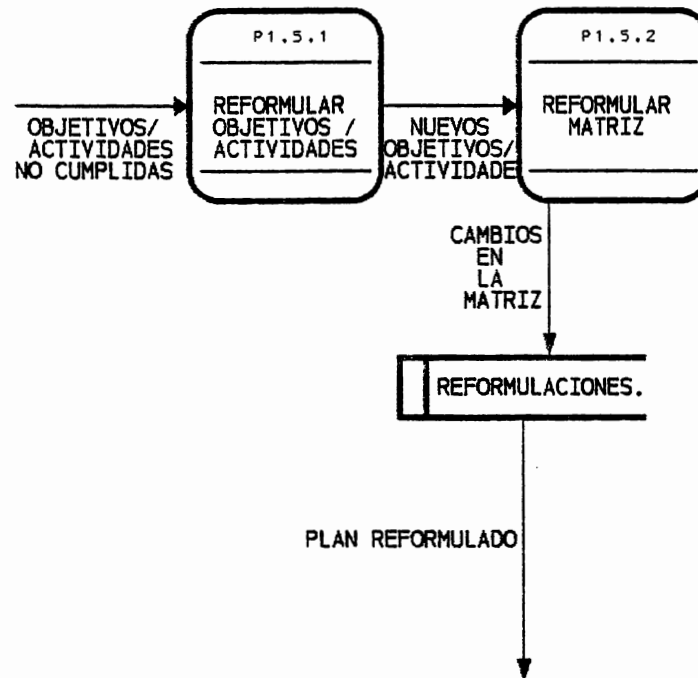 P1.5.1
REFORMULAR
OBJETIVOS /
ACTIVIDADES
P1.5.2
REFORMULAR
MATRIZ
OBJETIVOS/
ACTIVIDADES
NO CUMPLIDAS
NUEVOS
OBJETIVOS/
ACTIVIDADE
CAMBIOS
EN
LA
MATRIZ
REFORMULACIONES.
PLAN REFORMULADO